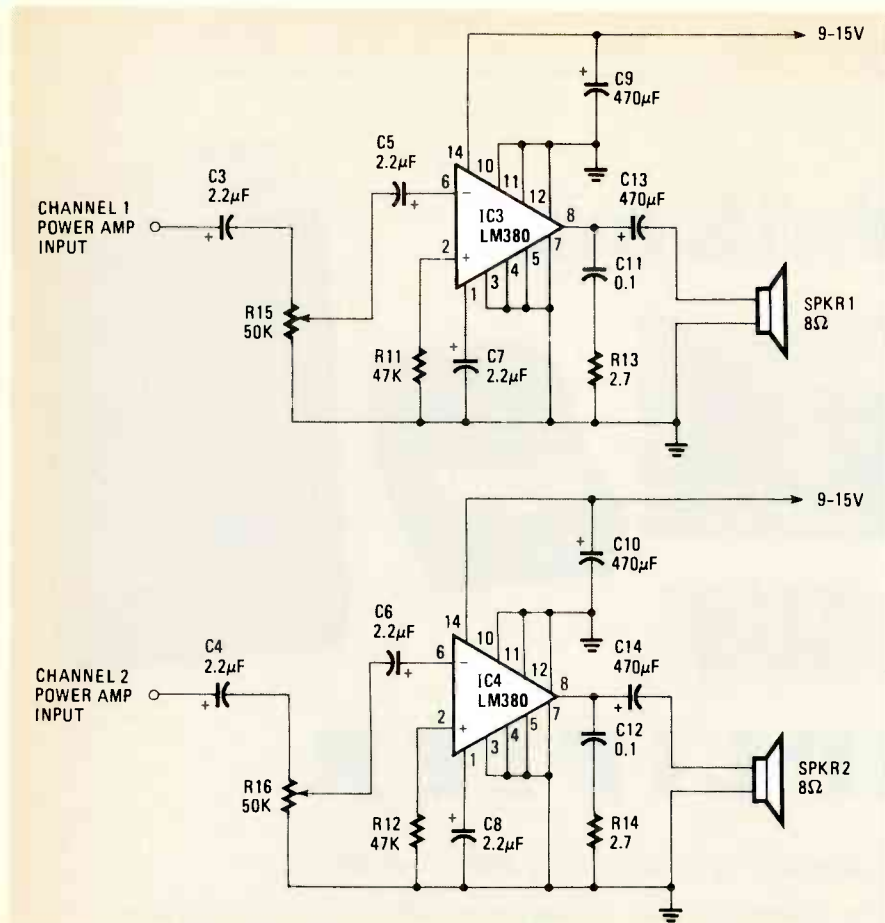 9-15V
C9
470µF
C5
2.2µF
C3
2.2µF
CHANNEL 1
POWER AMP
INPUT
R15
50K
14
10
11
12
6
2
1
3
4
5
7
8
IC3
LM380
C13
470µF
C11
0.1
R11
47K
C7
2.2µF
R13
2.7
SPKR1
8Ω
+
+
+
+
+
−
+
9-15V
C10
470µF
C6
2.2µF
C4
2.2µF
CHANNEL 2
POWER AMP
INPUT
R16
50K
14
10
11
12
6
2
1
3
4
5
7
8
IC4
LM380
C14
470µF
C12
0.1
R12
47K
C8
2.2µF
R14
2.7
SPKR2
8Ω
+
+
+
+
+
−
+